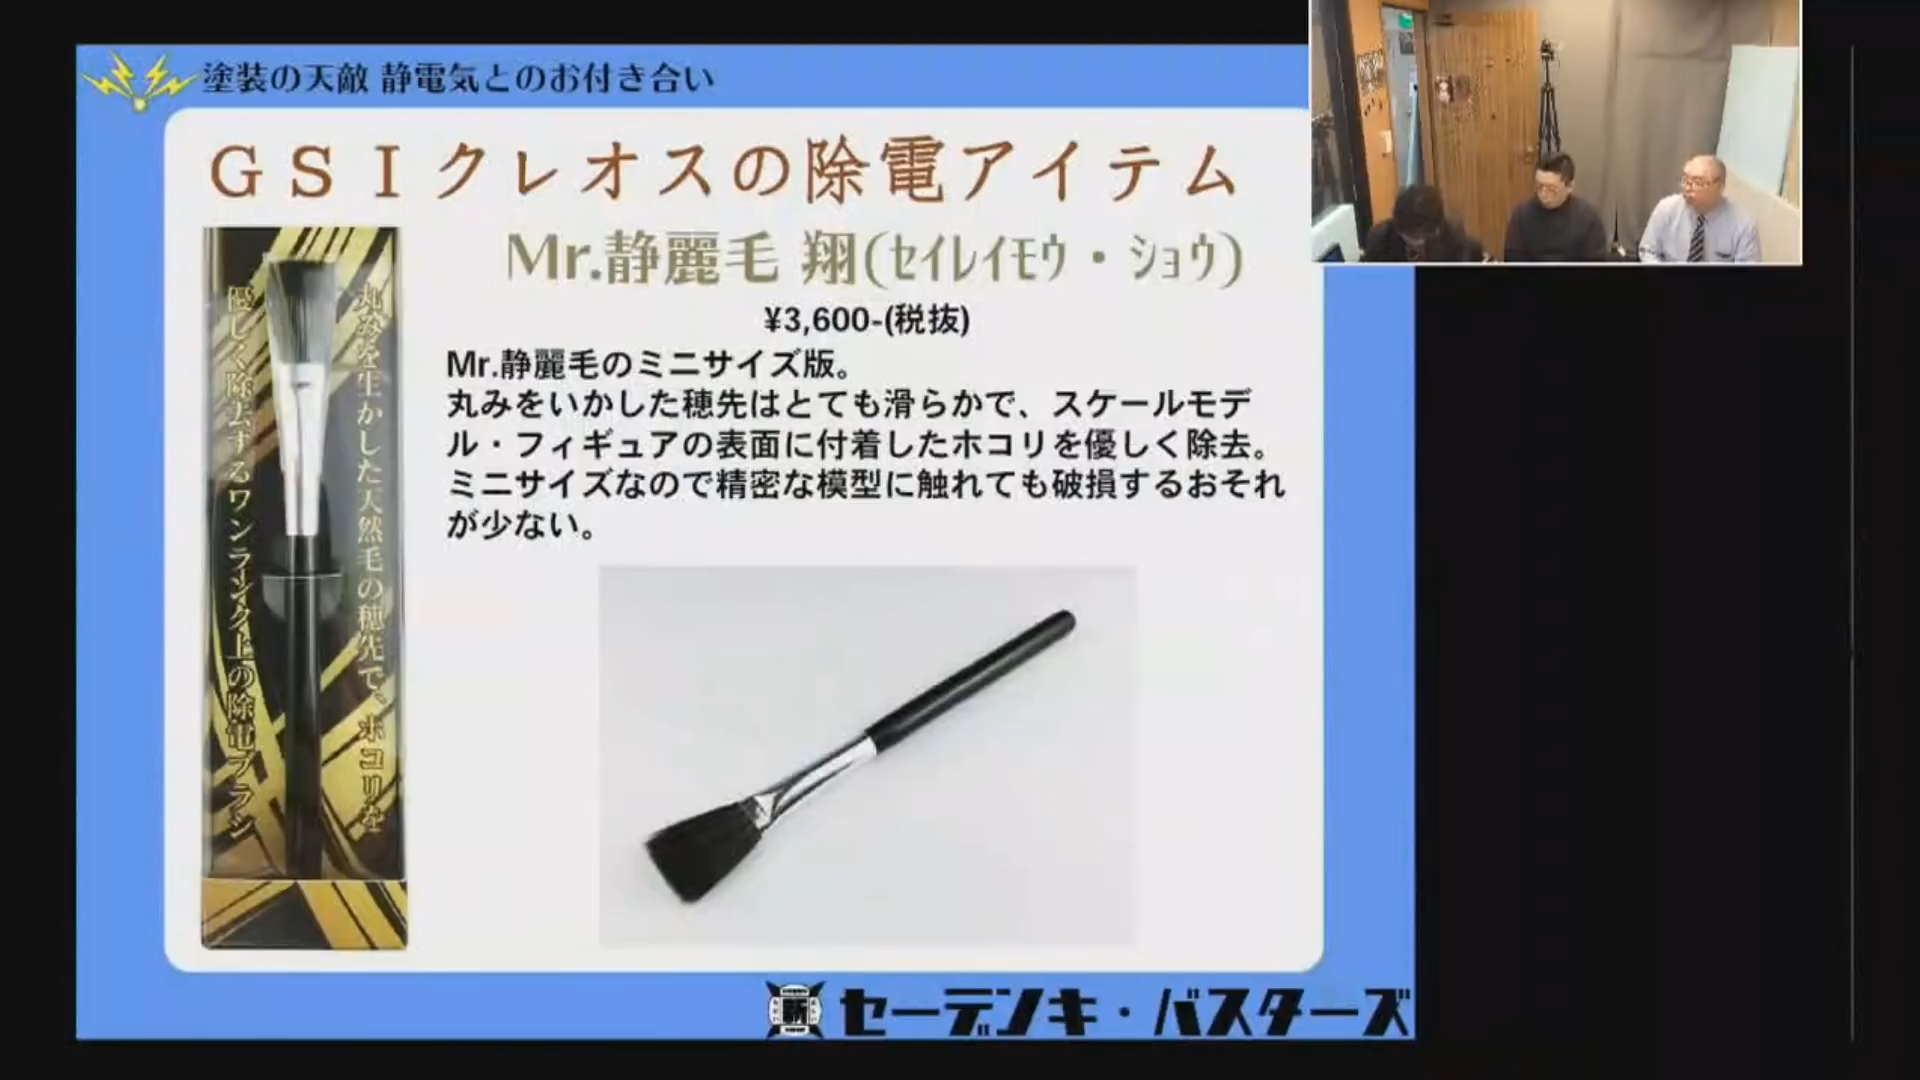 塗装の天敵 静電気とのお付き合い
GSIクレオスの除電アイテム
Mr.静麗毛 翔(ｾｲﾚｲﾓｳ・ｼｮｳ)
¥3,600-(税抜)
Mr.静麗毛のミニサイズ版。
丸みをいかした穂先はとても滑らかで、スケールモデ
ル・フィギュアの表面に付着したホコリを優しく除去。
ミニサイズなので精密な模型に触れても破損するおそれ
が少ない。
丸みを生かした天然毛の穂先で、ホコリを
優しく除去するワンランク上の除電ブラシ
新
セーデンキ・バスターズ